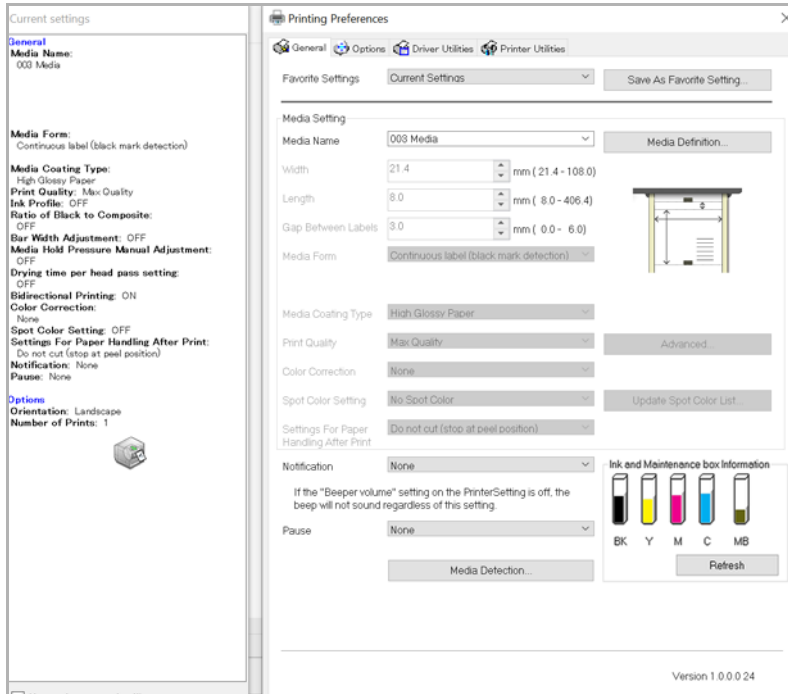 Current settings
General
Media Name:
003 Media
Media Form:
Continuous label (black mark detection)
Media Coating Type:
High Glossy Paper
Print Quality: Max Quality
Ink Profile: OFF
Ratio of Black to Composite:
OFF
Bar Width Adjustment: OFF
Media Hold Pressure Manual Adjustment:
OFF
Drying time per head pass setting:
OFF
Bidirectional Printing: ON
Color Correction:
None
Spot Color Setting: OFF
Settings For Paper Handling After Print:
Do not cut (stop at peel position)
Notification: None
Pause: None
Options
Orientation: Landscape
Number of Prints: 1
Printing Preferences
General Options Driver Utilities Printer Utilities
Favorite Settings Current Settings Save As Favorite Setting...
Media Setting
Media Name 003 Media Media Definition...
Width 21.4 mm ( 21.4 - 108.0)
Length 8.0 mm ( 8.0 - 406.4)
Gap Between Labels 3.0 mm ( 0.0 - 6.0)
Media Form Continuous label (black mark detection)
Media Coating Type High Glossy Paper
Print Quality Max Quality Advanced...
Color Correction None
Spot Color Setting No Spot Color Update Spot Color List...
Settings For Paper
Handling After Print Do not cut (stop at peel position)
Notification None
If the "Beeper volume" setting on the PrinterSetting is off, the
beep will not sound regardless of this setting.
Pause None
Media Detection...
Ink and Maintenance box Information
BK Y M C MB
Refresh
Version 1.0.0.0 24